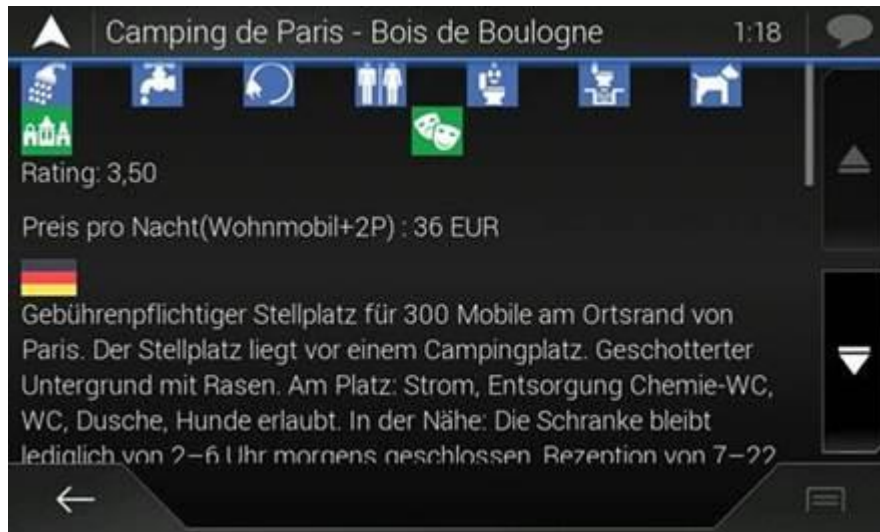 Camping de Paris - Bois de Boulogne 1:18
Rating: 3,50
Preis pro Nacht(Wohnmobil+2P) : 36 EUR
Gebührenpflichtiger Stellplatz für 300 Mobile am Ortsrand von
Paris. Der Stellplatz liegt vor einem Campingplatz. Geschotterter
Untergrund mit Rasen. Am Platz: Strom, Entsorgung Chemie-WC,
WC, Dusche, Hunde erlaubt. In der Nähe: Die Schranke bleibt
lediglich von 2–6 Uhr morgens geschlossen. Rezeption von 7–22